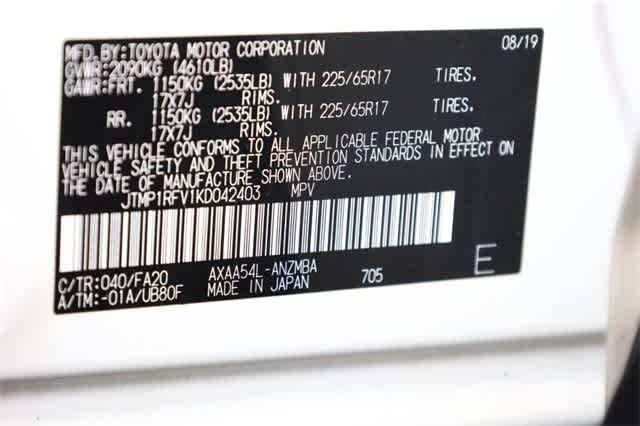 MFD.BY:TOYOTA MOTOR CORPORATION 08/19
GVWR:2090KG (4610LB)
GAWR:FRT. 1150KG (2535LB) WITH 225/65R17 TIRES.
17X7J RIMS.
RR. 1150KG (2535LB) WITH 225/65R17 TIRES.
17X7J RIMS.
THIS VEHICLE CONFORMS TO ALL APPLICABLE FEDERAL MOTOR
VEHICLE SAFETY AND THEFT PREVENTION STANDARDS IN EFFECT ON
THE DATE OF MANUFACTURE SHOWN ABOVE.
JTMP1RFV1KD042403 MPV
C/TR:040/FA20 AXAA54L-ANZMBA 705 E
A/TM:-01A/UB80F MADE IN JAPAN